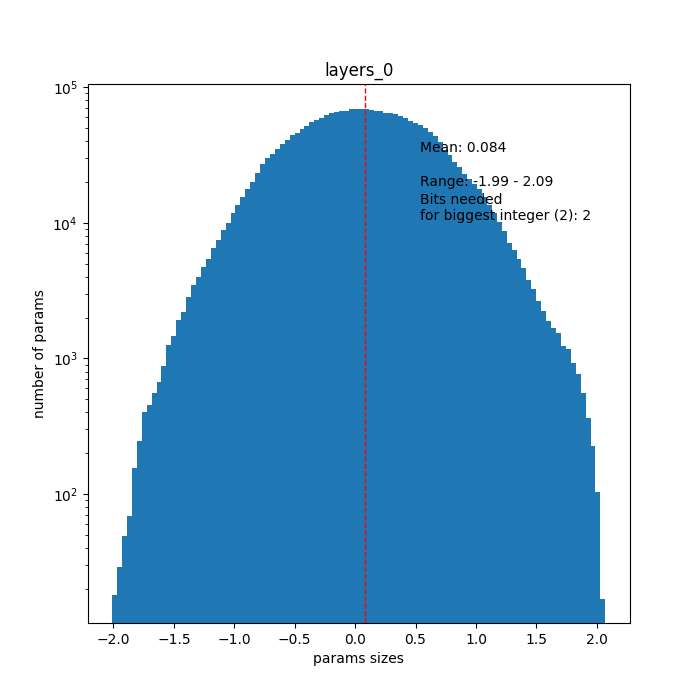 layers_0
10^5
10^4
10^3
10^2
number of params
Mean: 0.084
Range: -1.99 - 2.09
Bits needed
for biggest integer (2): 2
−2.0 −1.5 −1.0 −0.5 0.0 0.5 1.0 1.5 2.0
params sizes